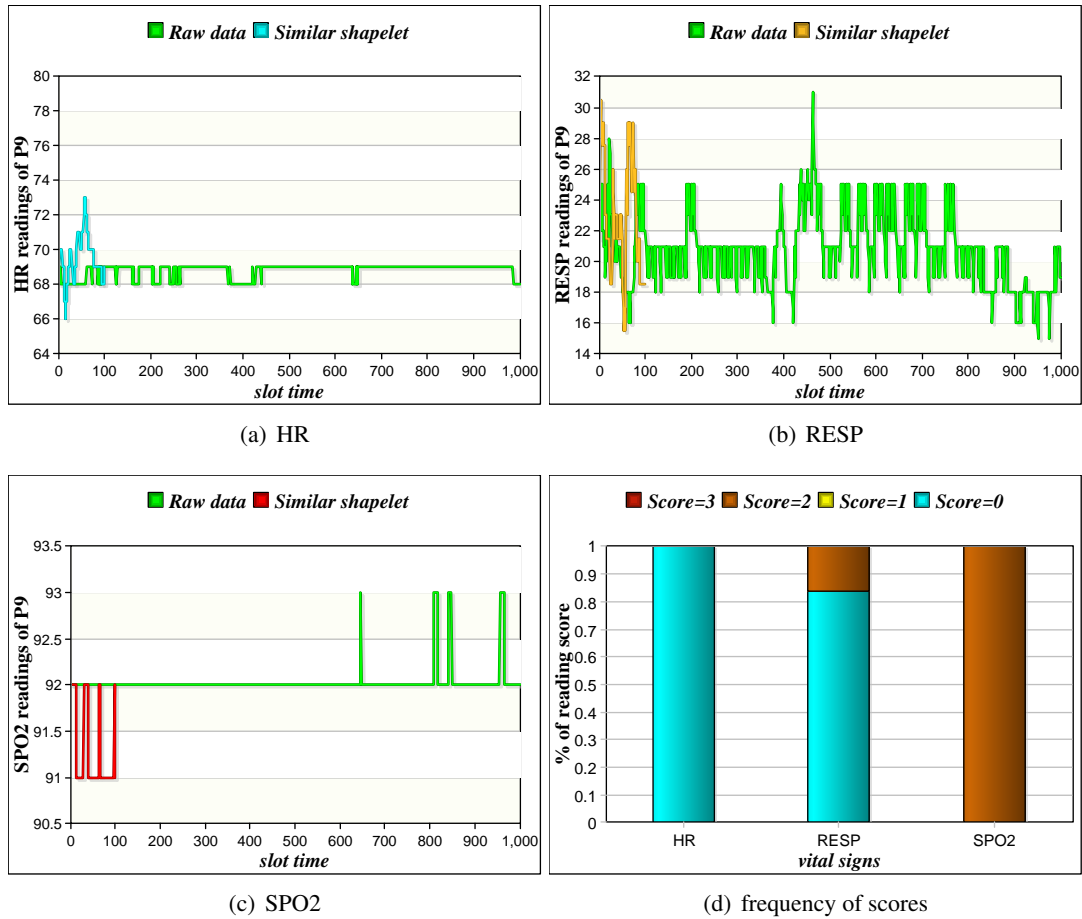 Raw data Similar shapelet
HR readings of P9
80
78
76
74
72
70
68
66
64
0 100 200 300 400 500 600 700 800 900 1,000
slot time
(a) HR
Raw data Similar shapelet
RESP readings of P9
32
30
28
26
24
22
20
18
16
14
0 100 200 300 400 500 600 700 800 900 1,000
slot time
(b) RESP
Raw data Similar shapelet
SPO2 readings of P9
93.5
93
92.5
92
91.5
91
90.5
0 100 200 300 400 500 600 700 800 900 1,000
slot time
(c) SPO2
Score=3 Score=2 Score=1 Score=0
% of reading score
1
0.9
0.8
0.7
0.6
0.5
0.4
0.3
0.2
0.1
0
HR RESP SPO2
vital signs
(d) frequency of scores